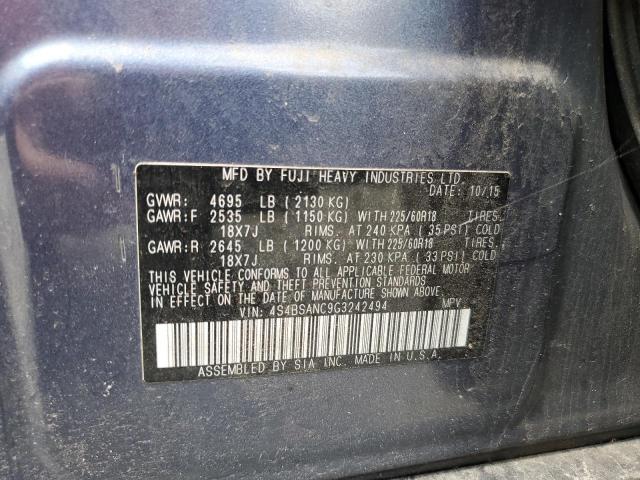 MFD BY FUJI HEAVY INDUSTRIES LTD
DATE: 10/15
GVWR: 4695 LB (2130 KG)
GAWR:F 2535 LB (1150 KG) WITH 225/60R18 TIRES.
18X7J RIMS. AT 240 KPA (35 PSI) COLD
GAWR:R 2645 LB (1200 KG) WITH 225/60R18 TIRES.
18X7J RIMS. AT 230 KPA (33 PSI) COLD
THIS VEHICLE CONFORMS TO ALL APPLICABLE FEDERAL MOTOR
VEHICLE SAFETY AND THEFT PREVENTION STANDARDS IN EFFECT
ON THE DATE OF MANUFACTURE SHOWN ABOVE.
VIN: 4S4BSANC9G3242494 MPV
ASSEMBLED BY SIA INC. MADE IN U.S.A.